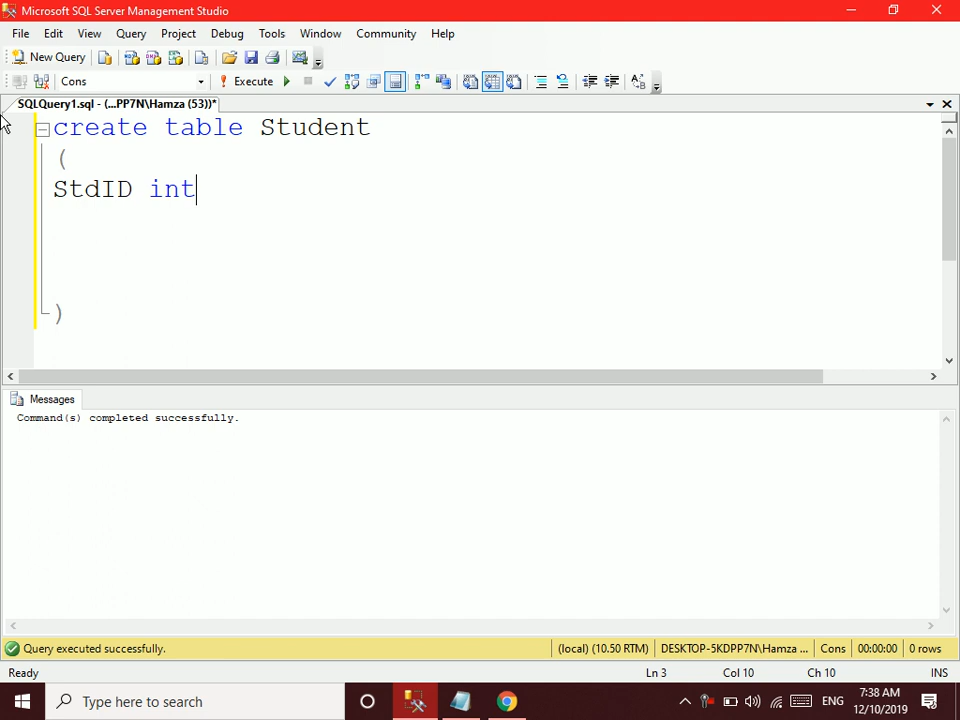 Microsoft SQL Server Management Studio
File Edit View Query Project Debug Tools Window Community Help
New Query
Cons Execute
SQLQuery1.sql - (...PP7N\Hamza (53))*
create table Student
(
StdID int
)
Messages
Command(s) completed successfully.
Query executed successfully. (local) (10.50 RTM) DESKTOP-5KDPP7N\Hamza ... Cons 00:00:00 0 rows
Ready Ln 3 Col 10 Ch 10 INS
Type here to search ENG 7:38 AM
12/10/2019